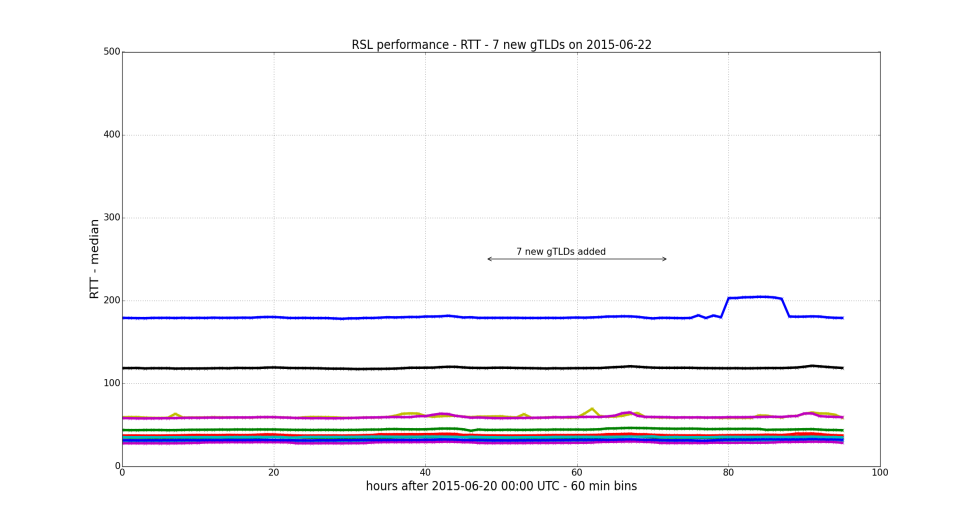 RSL performance - RTT - 7 new gTLDs on 2015-06-22
500
400
300
200
100
0
RTT - median
7 new gTLDs added
0 20 40 60 80 100
hours after 2015-06-20 00:00 UTC - 60 min bins